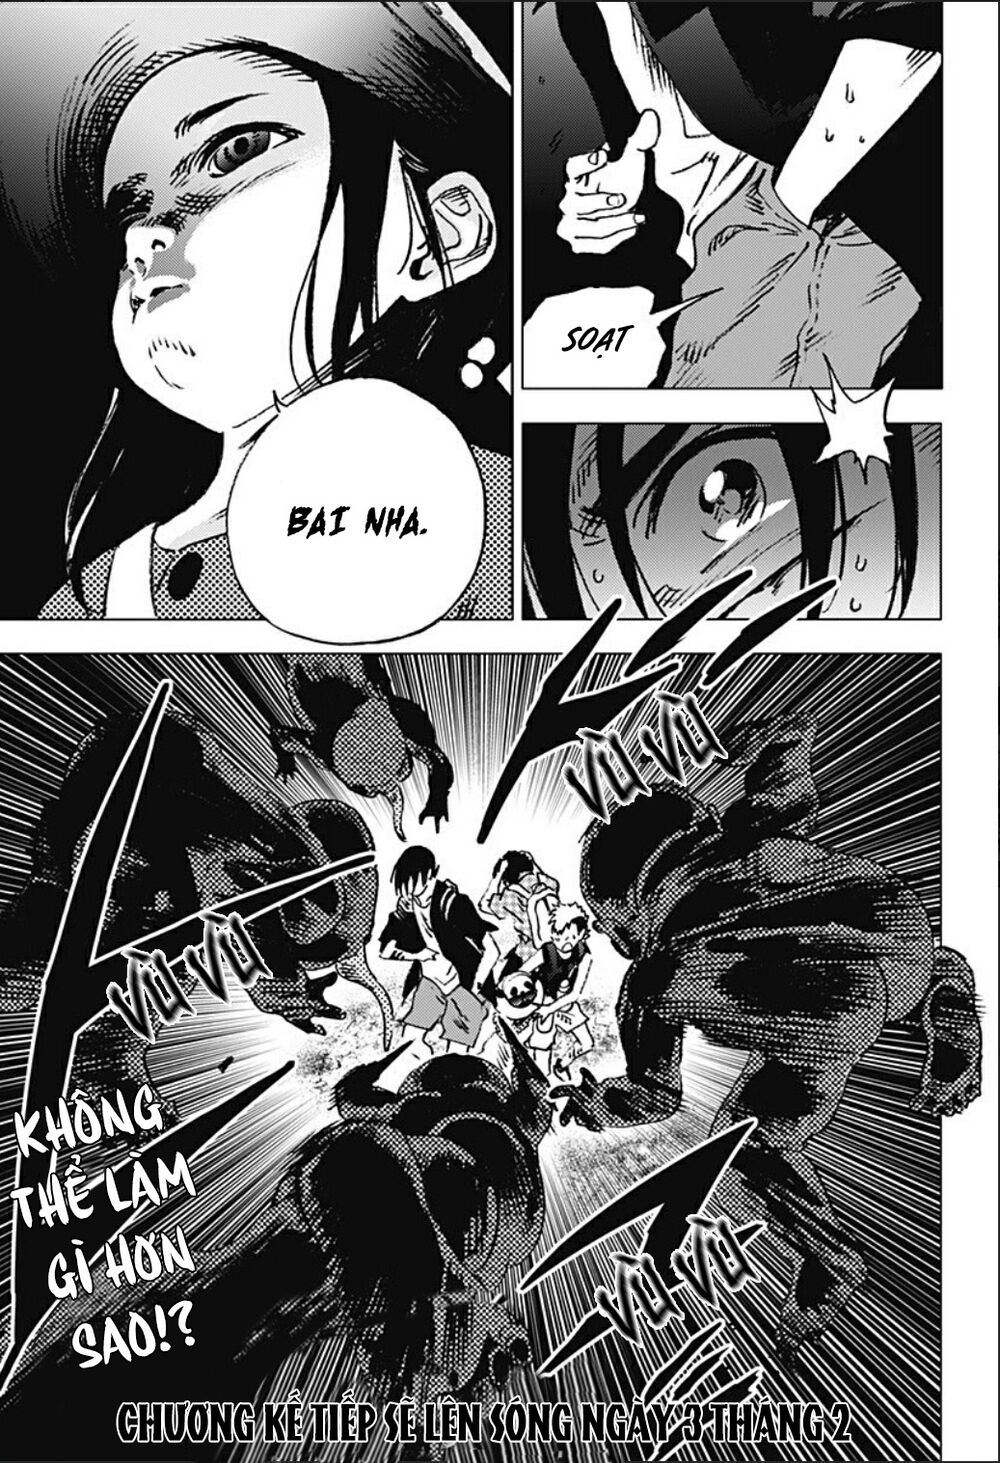 SOẠT
BAI NHA.
VÙ VÙ
VÙ VÙ
VÙ VÙ
KHÔNG
THỂ LÀM
GÌ HƠN
SAO!?
CHƯƠNG KẾ TIẾP SẼ LÊN SÓNG NGÀY 3 THÁNG 2